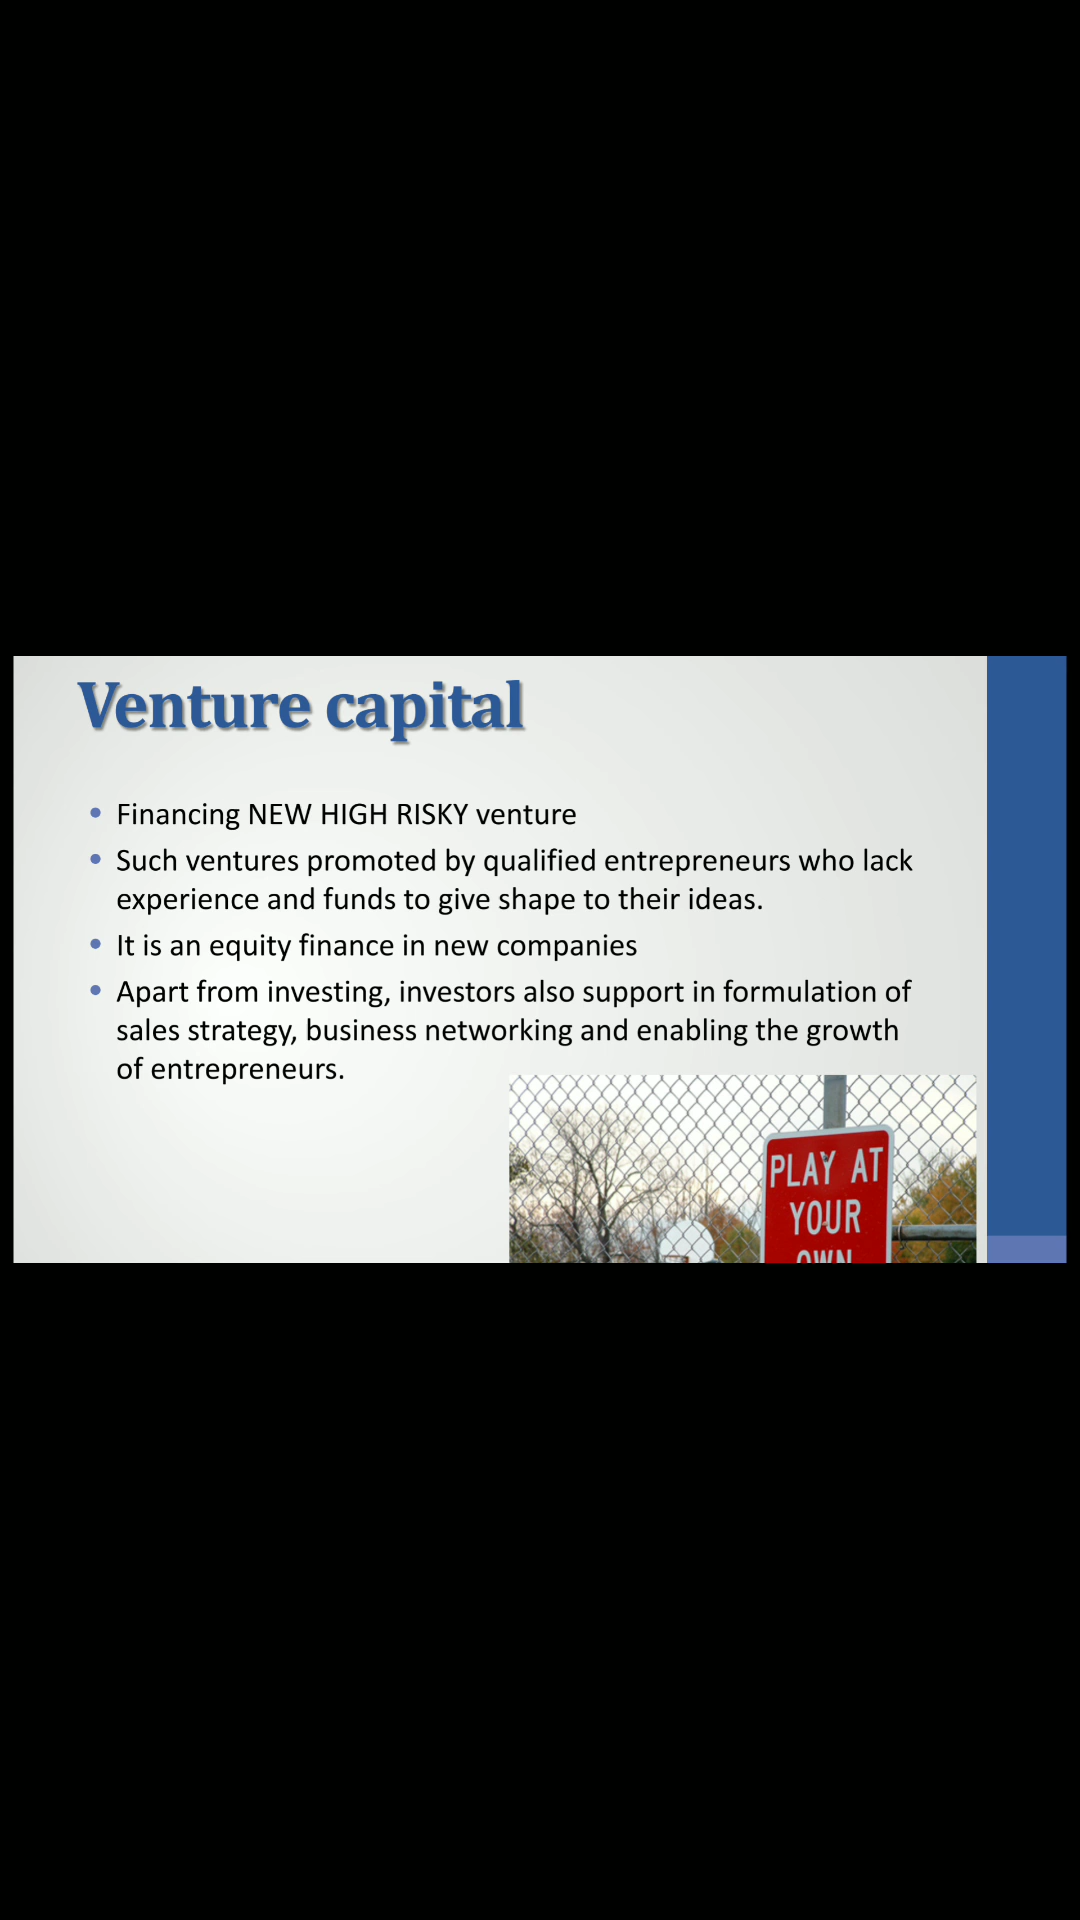 Venture capital
• Financing NEW HIGH RISKY venture
• Such ventures promoted by qualified entrepreneurs who lack
experience and funds to give shape to their ideas.
• It is an equity finance in new companies
• Apart from investing, investors also support in formulation of
sales strategy, business networking and enabling the growth
of entrepreneurs.
PLAY AT
YOUR
OWN